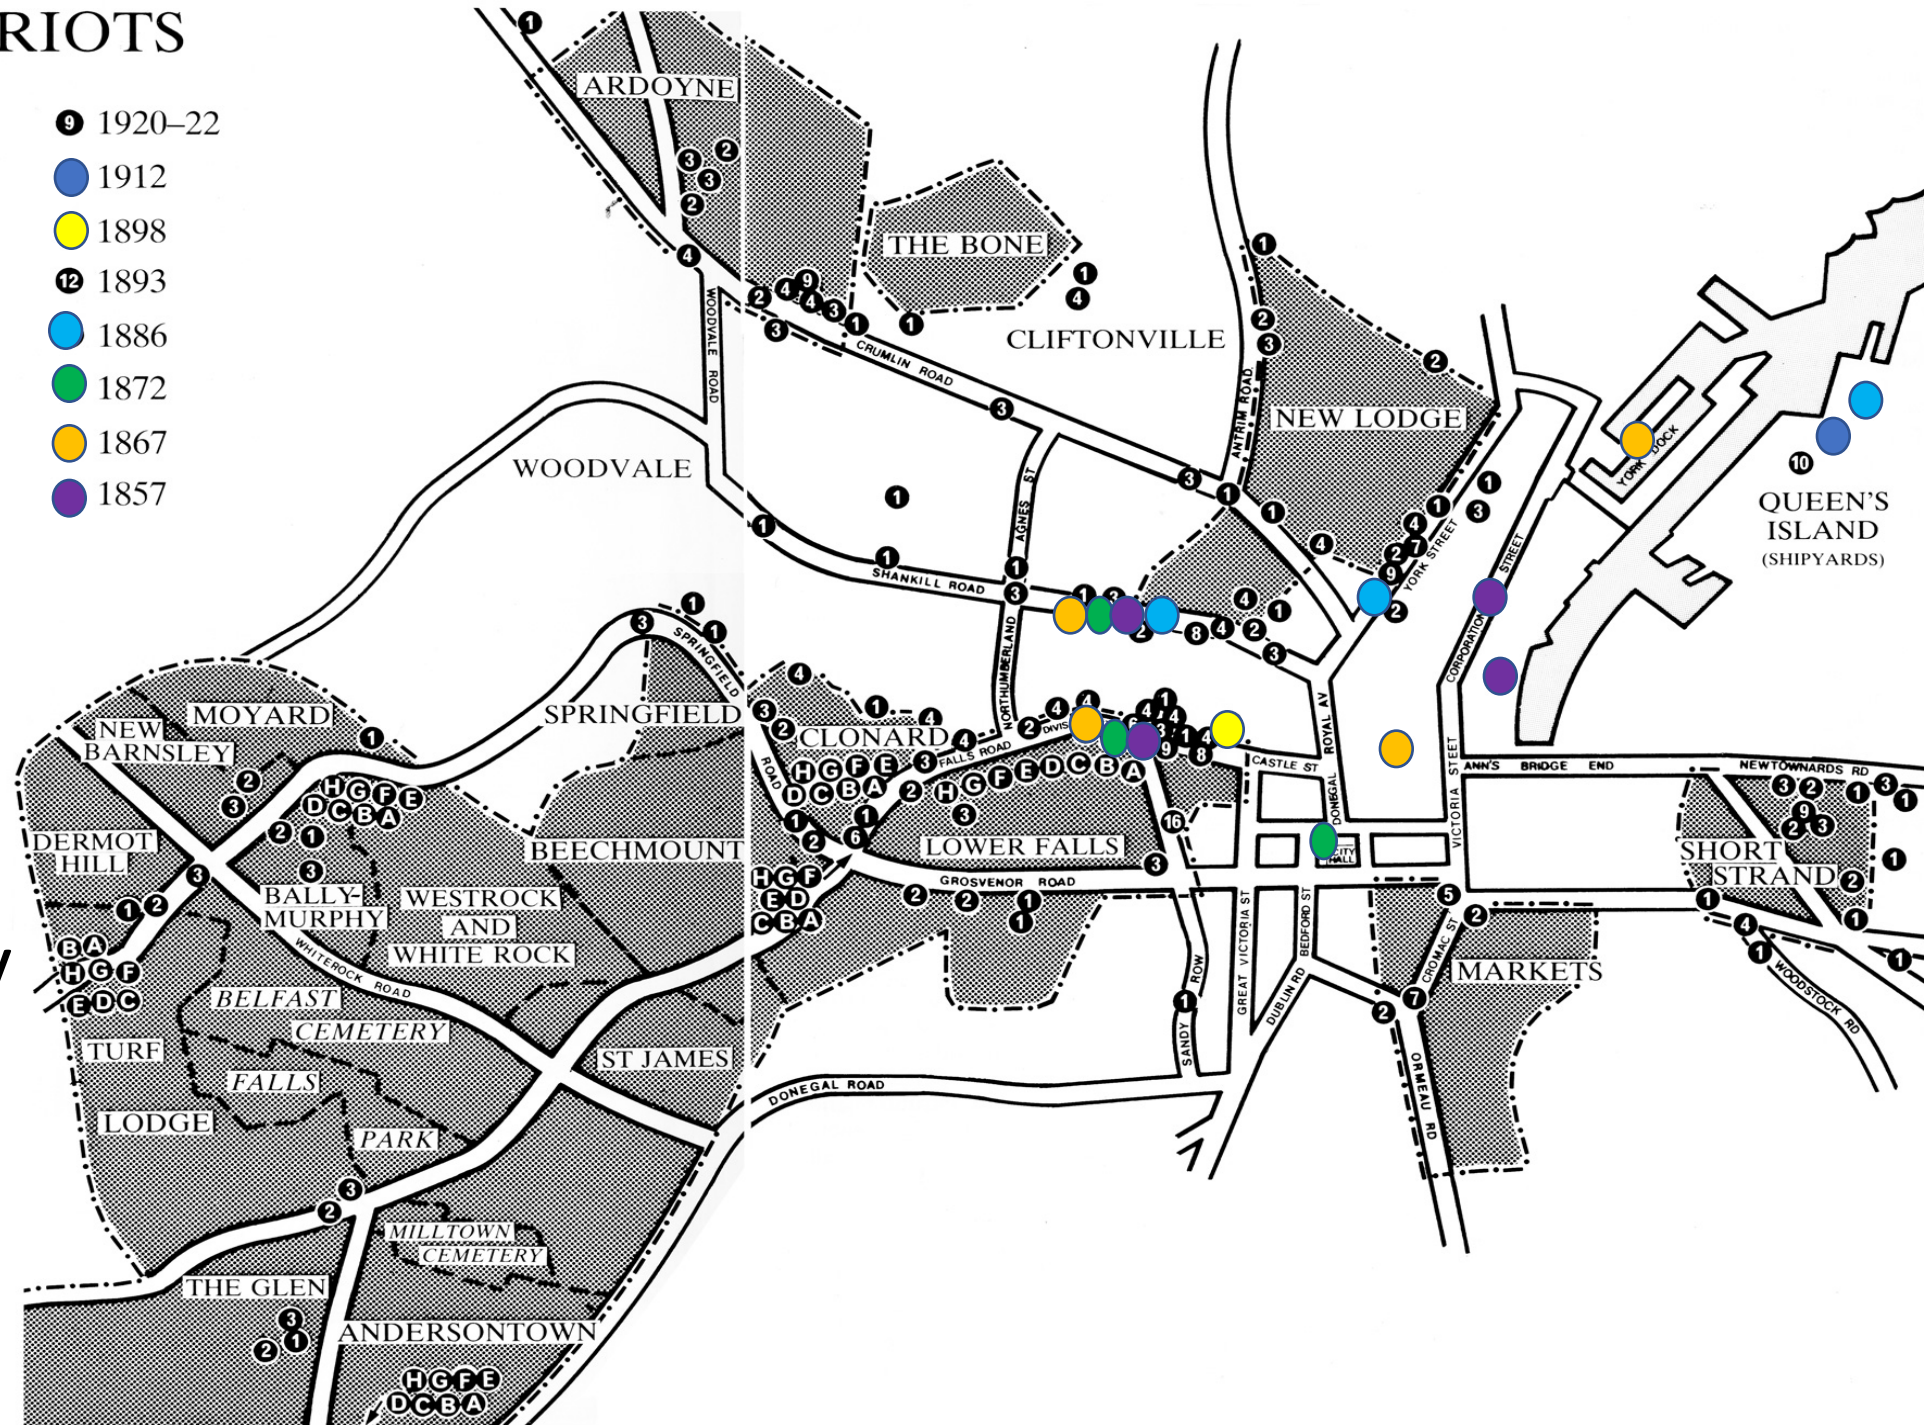 RIOTS
9 1920–22
1912
1898
12 1893
1886
1872
1867
1857
ARDOYNE
THE BONE
CLIFTONVILLE
WOODVALE ROAD
CRUMLIN ROAD
ANTRIM ROAD
NEW LODGE
WOODVALE
AGNES ST
SHANKILL ROAD
YORK STREET
YORK DOCK
10
QUEEN'S
ISLAND
(SHIPYARDS)
CORPORATION STREET
NORTHUMBERLAND
SPRINGFIELD
SPRINGFIELD ROAD
MOYARD
NEW
BARNSLEY
CLONARD
FALLS ROAD
DIVIS
CASTLE ST
ROYAL AV
DONEGAL
VICTORIA STREET
ANN'S BRIDGE END
NEWTOWNARDS RD
H G F E
D C B A
H G F E
D C B A
H G F E D C B A
DERMOT
HILL
BEECHMOUNT
LOWER FALLS
16
CITY
HALL
SHORT
STRAND
BALLY-
MURPHY
WESTROCK
AND
WHITE ROCK
H G F
E D
C B A
GROSVENOR ROAD
GREAT VICTORIA ST
BEDFORD ST
CROMAC ST
MARKETS
WOODSTOCK RD
B A
H G F
E D C
WHITEROCK ROAD
BELFAST
CEMETERY
SANDY ROW
DUBLIN RD
TURF
LODGE
FALLS
PARK
ST JAMES
DONEGAL ROAD
ORMEAU RD
MILLTOWN
CEMETERY
THE GLEN
ANDERSONTOWN
H G F E
D C B A